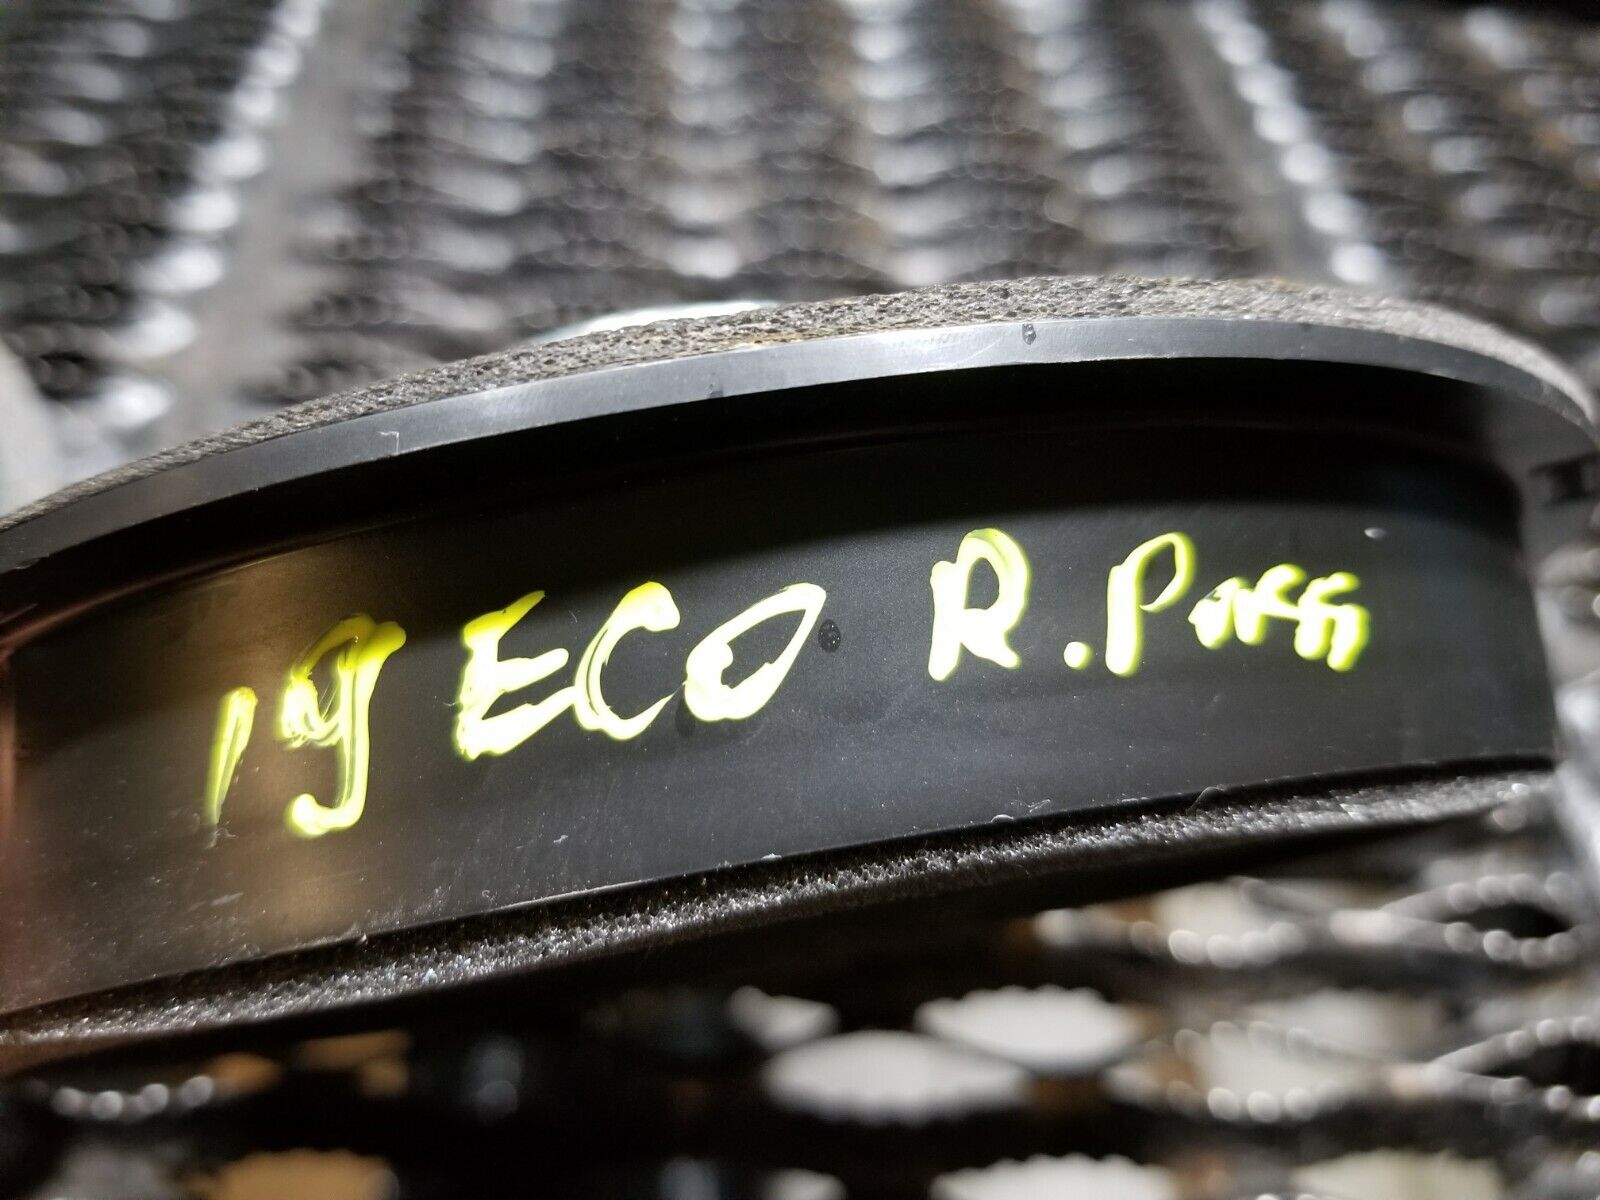 19 ECO R. Pass